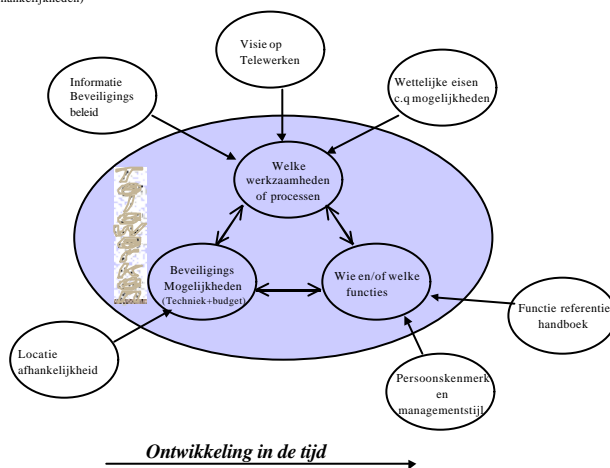 hankelijkheden)
Visie op
Telewerken
Informatie
Beveiligings
beleid
Wettelijke eisen
c.q mogelijkheden
Welke
werkzaamheden
of processen
Beveiligings
Mogelijkheden
(Techniek+budget)
Wie en/of welke
functies
Functie referentie
handboek
Locatie
afhankelijkheid
Persoonskenmerk
en
managementstijl
Ontwikkeling in de tijd